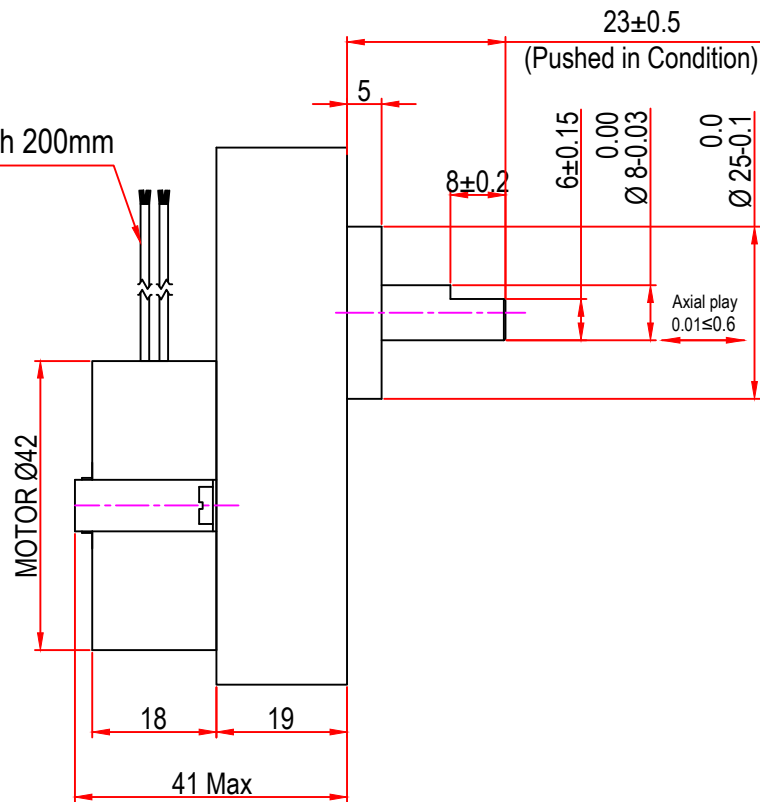 23±0.5
(Pushed in Condition)
5
h 200mm
8±0.2
6±0.15
0.00
Ø 8-0.03
0.0
Ø 25-0.1
Axial play
0.01≤0.6
MOTOR Ø42
18
19
41 Max